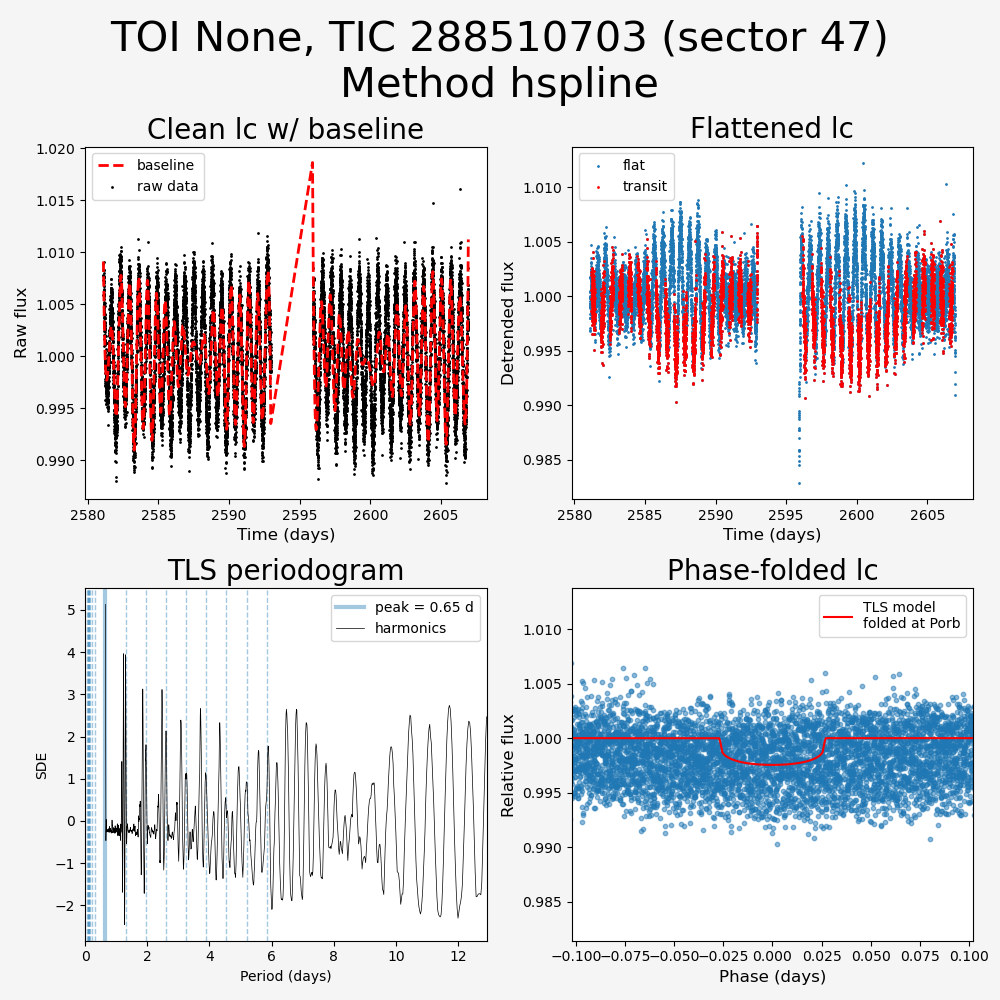 TOI None, TIC 288510703 (sector 47)
Method hspline
Clean lc w/ baseline
baseline
raw data
1.020
1.015
1.010
1.005
1.000
0.995
0.990
Raw flux
2580 2585 2590 2595 2600 2605
Time (days)
Flattened lc
flat
transit
1.010
1.005
1.000
0.995
0.990
0.985
Detrended flux
2580 2585 2590 2595 2600 2605
Time (days)
TLS periodogram
peak = 0.65 d
harmonics
5
4
3
2
1
0
−1
−2
SDE
0 2 4 6 8 10 12
Period (days)
Phase-folded lc
TLS model
folded at Porb
1.010
1.005
1.000
0.995
0.990
0.985
Relative flux
−0.100 −0.075 −0.050 −0.025 0.000 0.025 0.050 0.075 0.100
Phase (days)